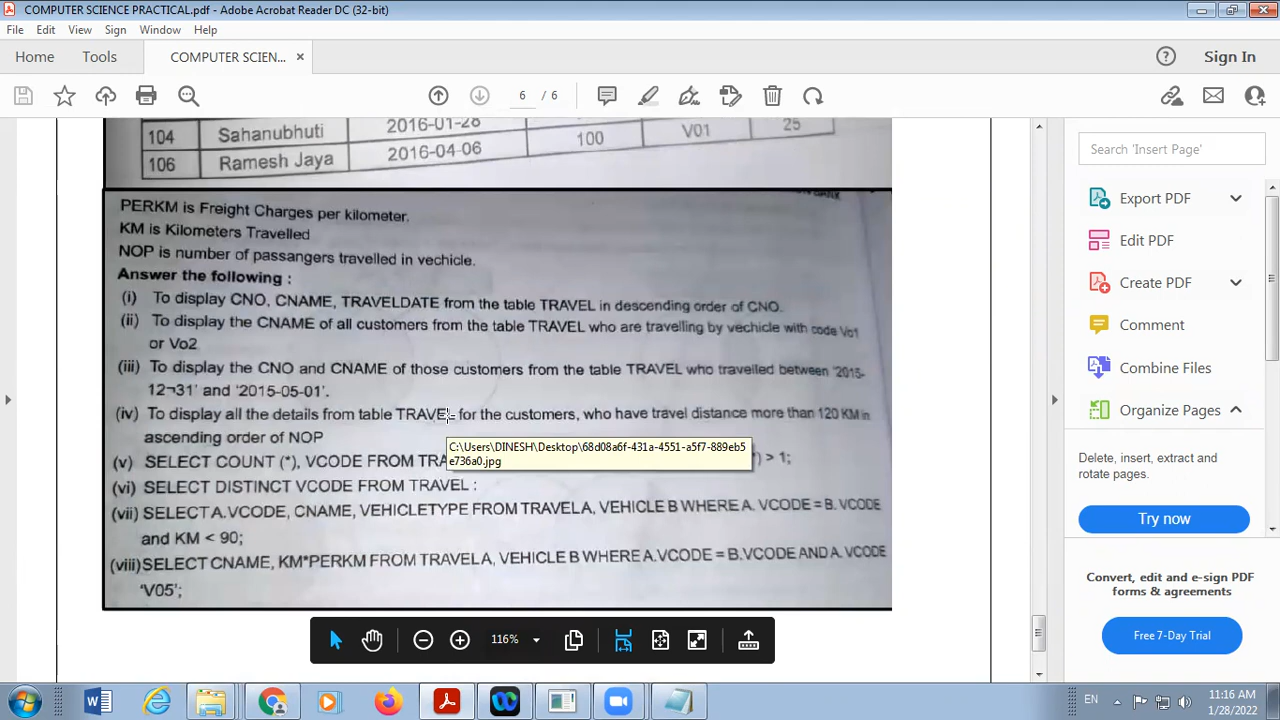 COMPUTER SCIENCE PRACTICAL.pdf - Adobe Acrobat Reader DC (32-bit)
File Edit View Sign Window Help
Home Tools COMPUTER SCIEN... ×
Sign In
6 / 6
104 Sahanubhuti 2016-01-28
106 Ramesh Jaya 2016-04-06 100 V01 25
PERKM is Freight Charges per kilometer.
KM is Kilometers Travelled
NOP is number of passangers travelled in vechicle.
Answer the following :
(i) To display CNO, CNAME, TRAVELDATE from the table TRAVEL in descending order of CNO.
(ii) To display the CNAME of all customers from the table TRAVEL who are travelling by vechicle with code Vo1
or Vo2
(iii) To display the CNO and CNAME of those customers from the table TRAVEL who travelled between '2015-
12¬31' and '2015-05-01'.
(iv) To display all the details from table TRAVEL for the customers, who have travel distance more than 120 KM in
ascending order of NOP
(v) SELECT COUNT (*), VCODE FROM TRA ) > 1;
C:\Users\DINESH\Desktop\68d08a6f-431a-4551-a5f7-889eb5
e736a0.jpg
(vi) SELECT DISTINCT VCODE FROM TRAVEL :
(vii) SELECT A. VCODE, CNAME, VEHICLETYPE FROM TRAVELA, VEHICLE B WHERE A. VCODE = B. VCODE
and KM < 90;
(viii) SELECT CNAME, KM*PERKM FROM TRAVELA, VEHICLE B WHERE A.VCODE = B.VCODE AND A. VCODE
'V05';
116%
Search 'Insert Page'
Export PDF
Edit PDF
Create PDF
Comment
Combine Files
Organize Pages
Delete, insert, extract and
rotate pages.
Try now
Convert, edit and e-sign PDF
forms & agreements
Free 7-Day Trial
EN
11:16 AM
1/28/2022